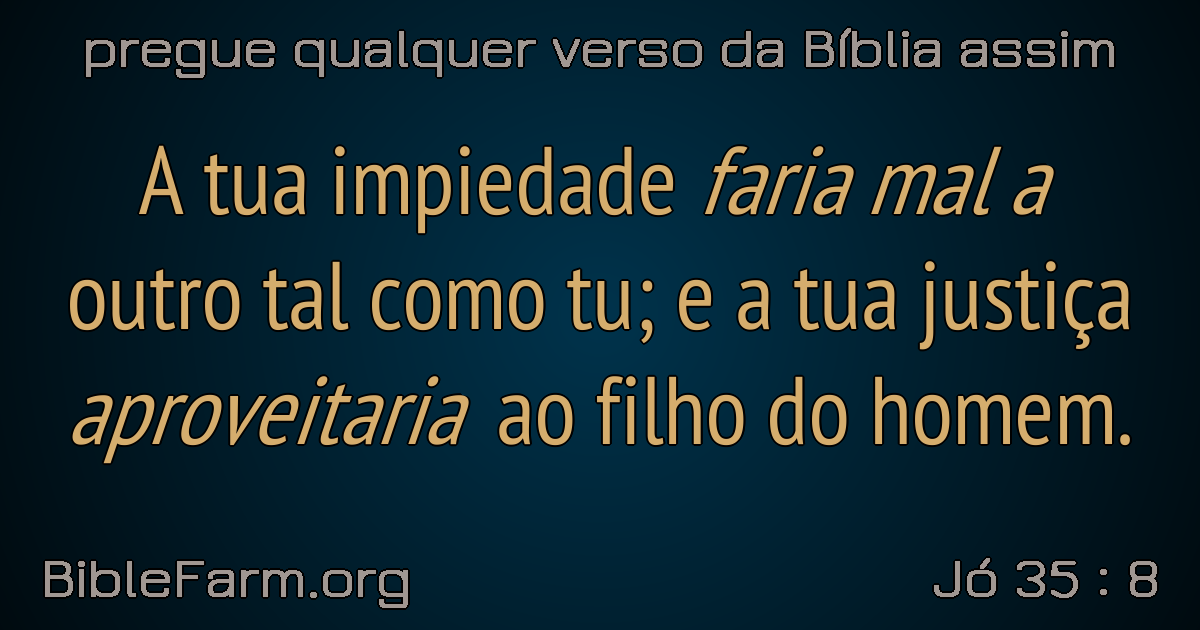 pregue qualquer verso da Bíblia assim
A tua impiedade faria mal a
outro tal como tu; e a tua justiça
aproveitaria ao filho do homem.
BibleFarm.org
Jó 35 : 8